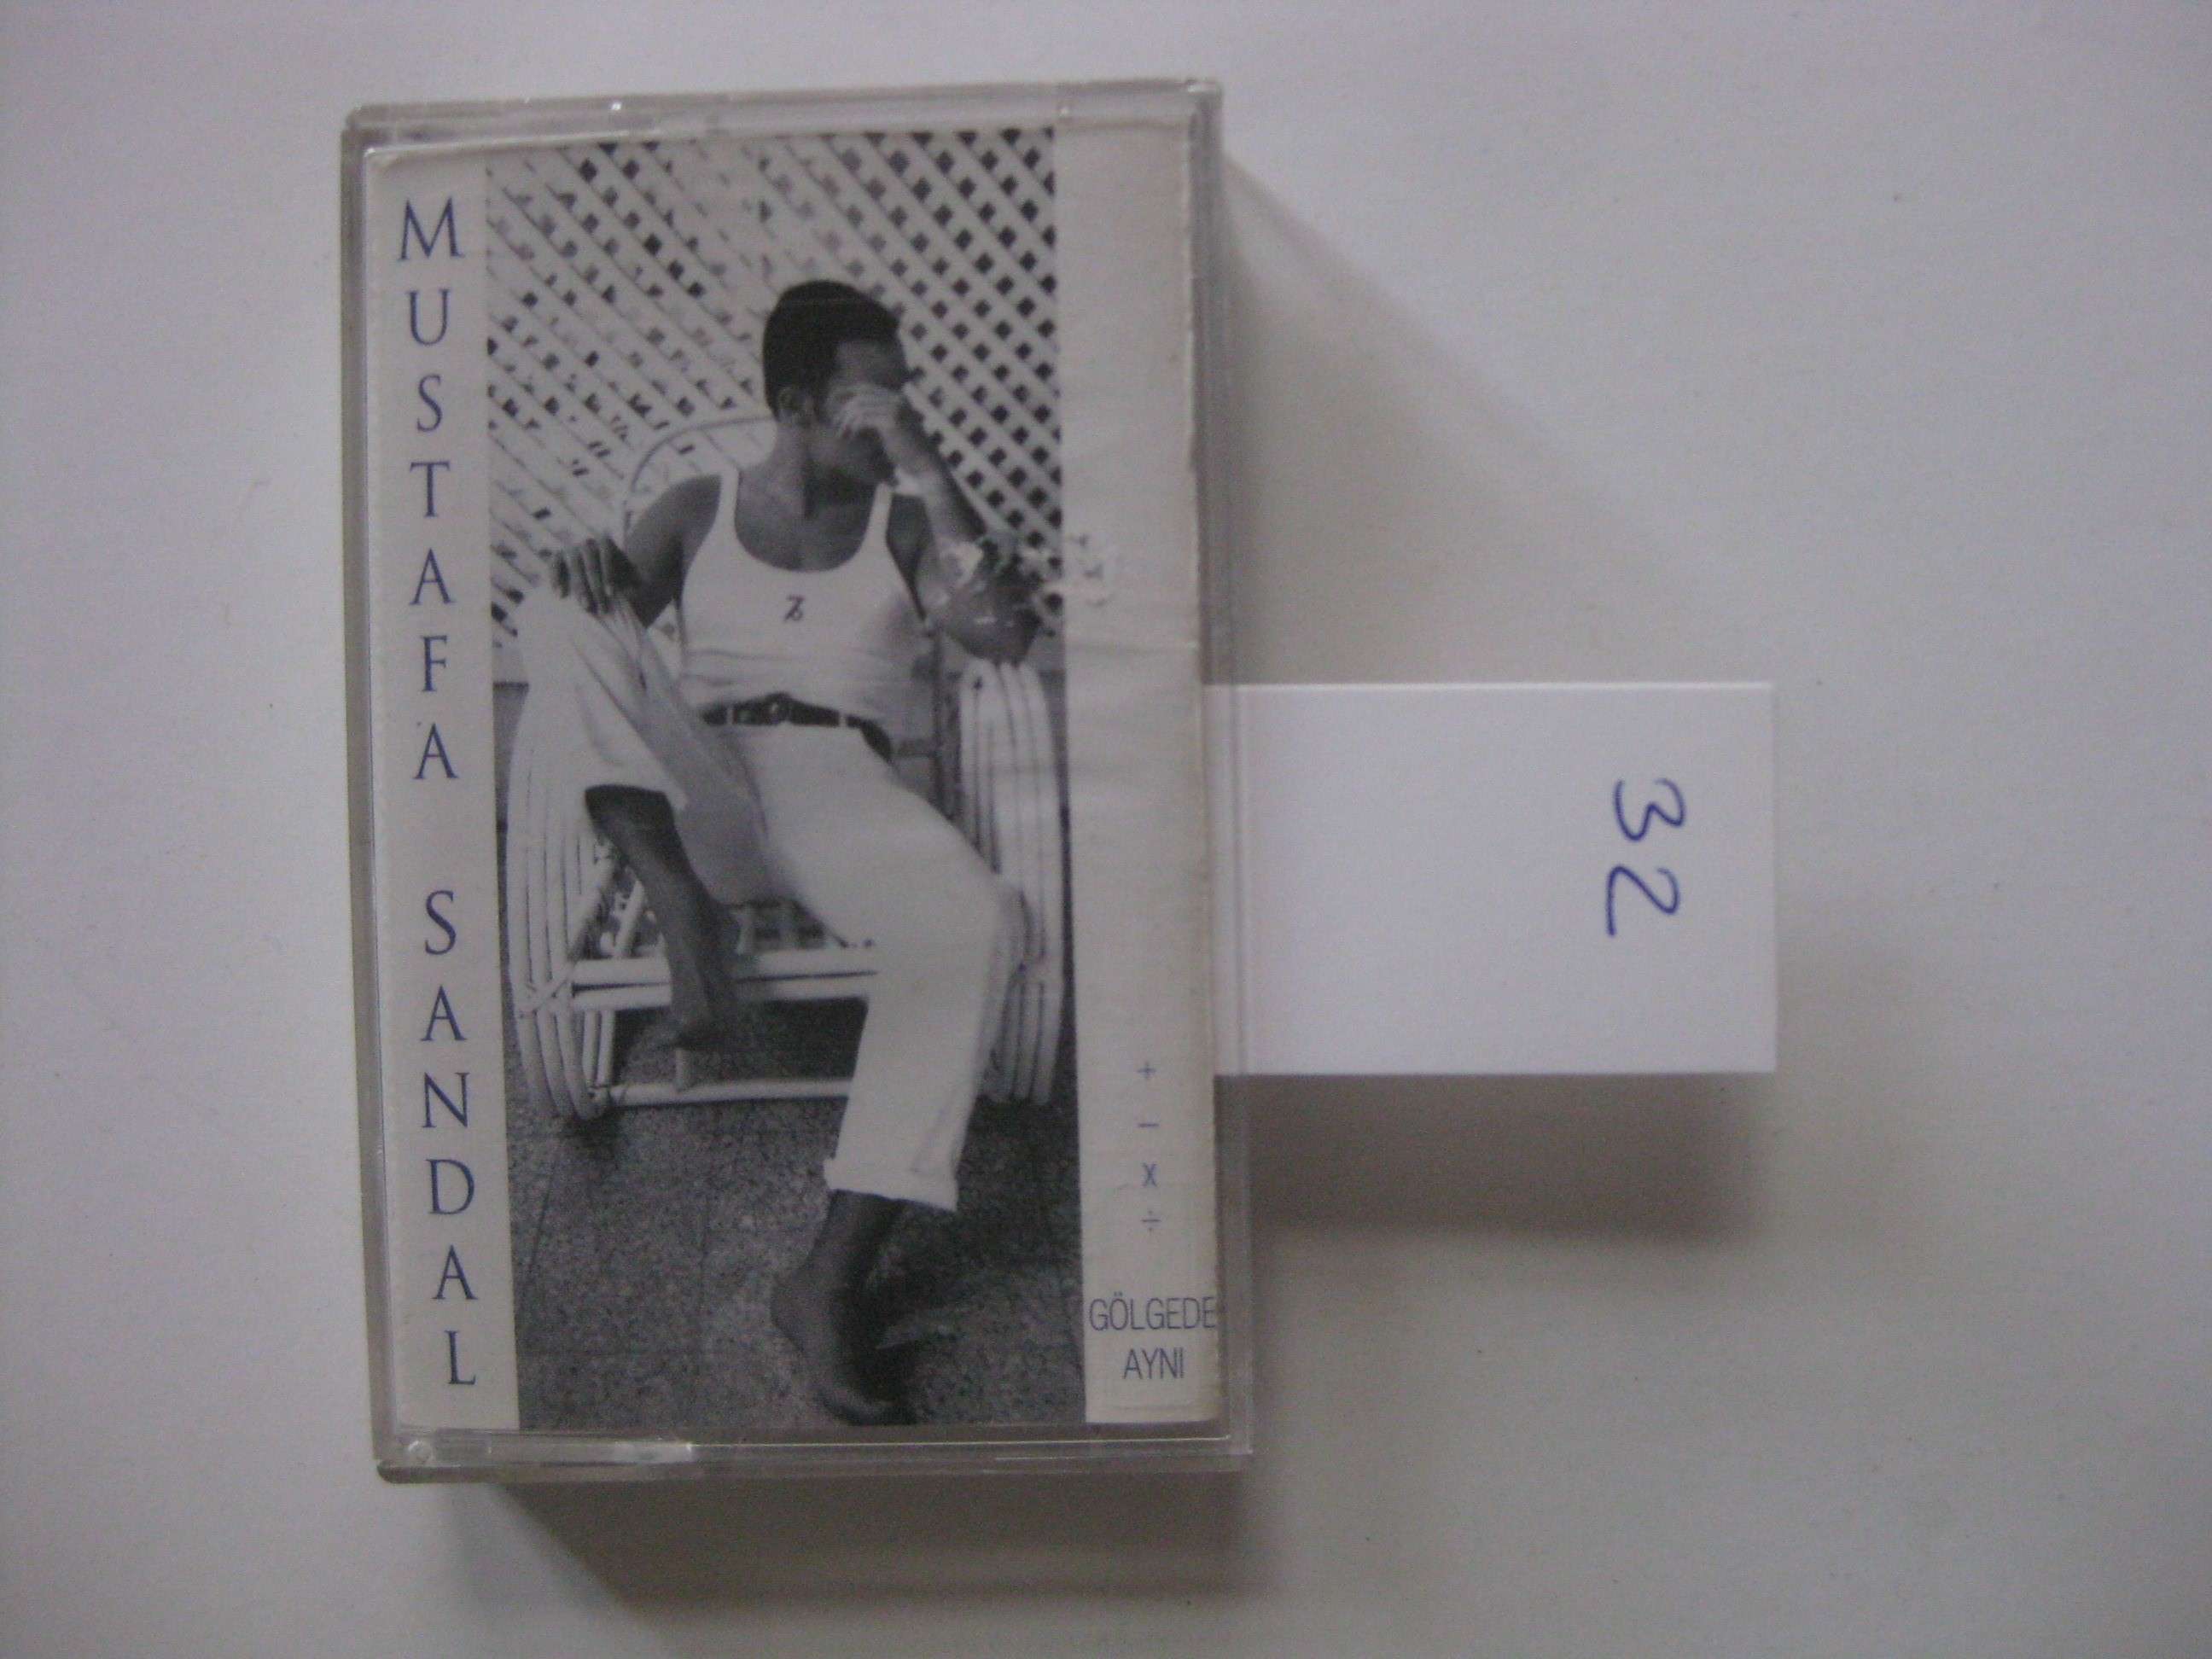 MUSTAFA SANDAL
+
−
x
÷
GÖLGEDE
AYNI
32